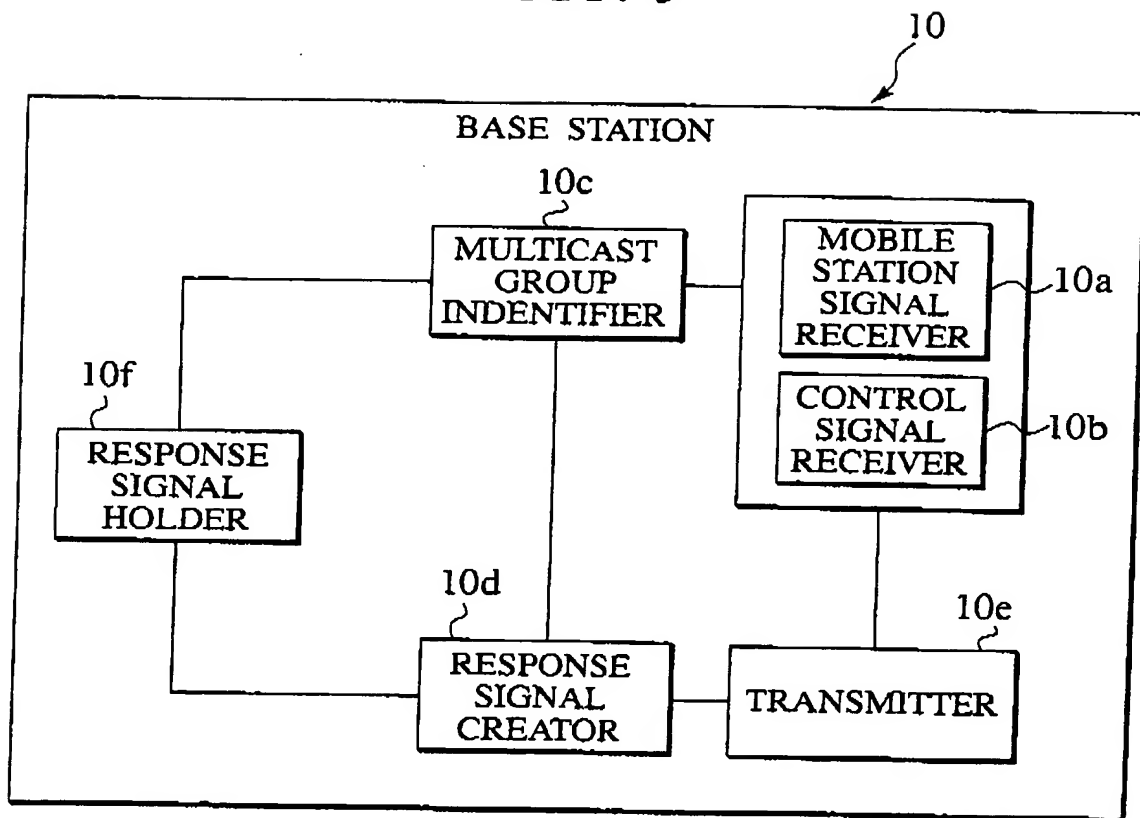 10
BASE STATION
10c
MULTICAST
GROUP
INDENTIFIER
MOBILE
STATION
SIGNAL
RECEIVER
10a
CONTROL
SIGNAL
RECEIVER
10b
10f
RESPONSE
SIGNAL
HOLDER
10d
RESPONSE
SIGNAL
CREATOR
10e
TRANSMITTER